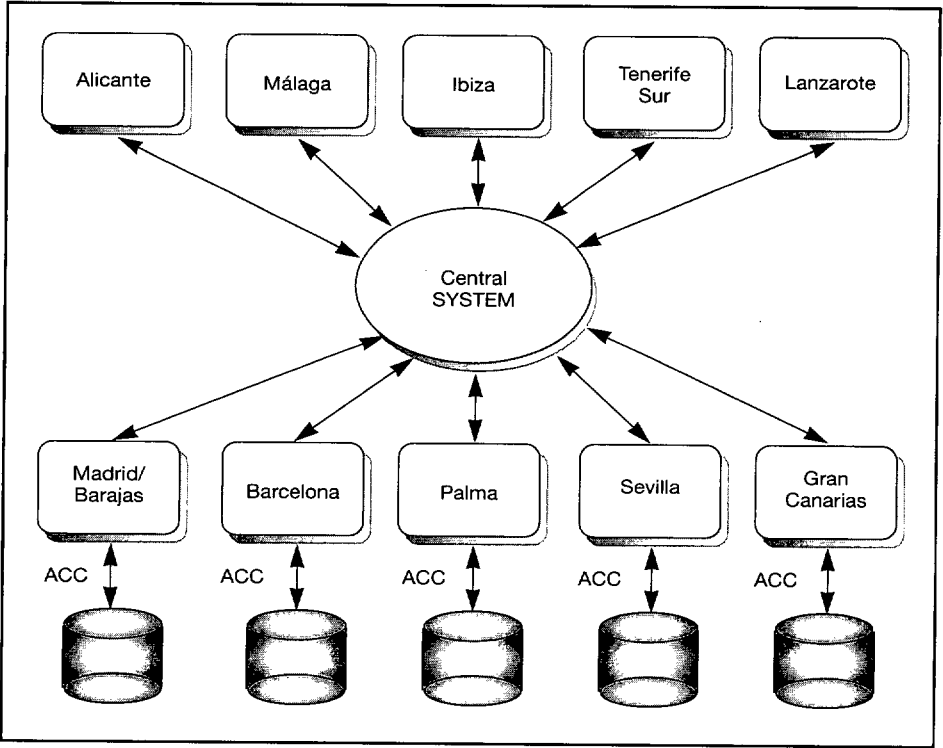 Alicante
Málaga
Ibiza
Tenerife
Sur
Lanzarote
Central
SYSTEM
Madrid/
Barajas
Barcelona
Palma
Sevilla
Gran
Canarias
ACC
ACC
ACC
ACC
ACC